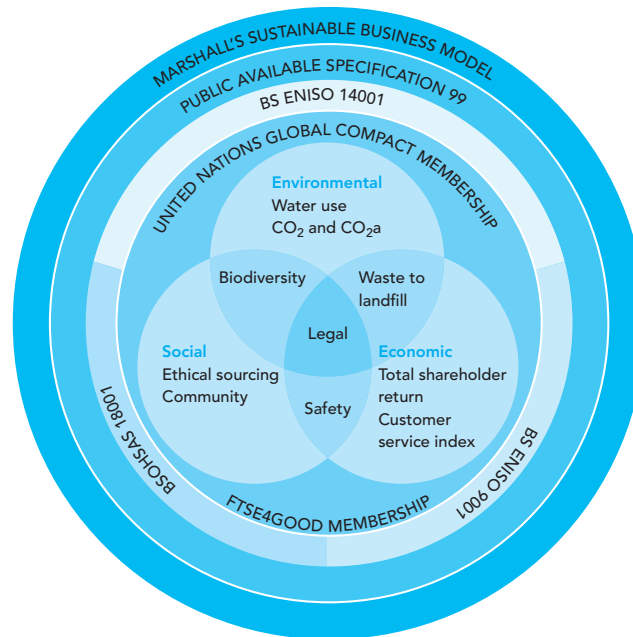 MARSHALL'S SUSTAINABLE BUSINESS MODEL
PUBLIC AVAILABLE SPECIFICATION 99
BS ENISO 14001
UNITED NATIONS GLOBAL COMPACT MEMBERSHIP
Environmental
Water use
CO₂ and CO₂a
Biodiversity
Waste to
landfill
Legal
Social
Ethical sourcing
Community
Economic
Total shareholder
return
Customer
service index
Safety
BSOHSAS 18001
BS ENISO 9001
FTSE4GOOD MEMBERSHIP